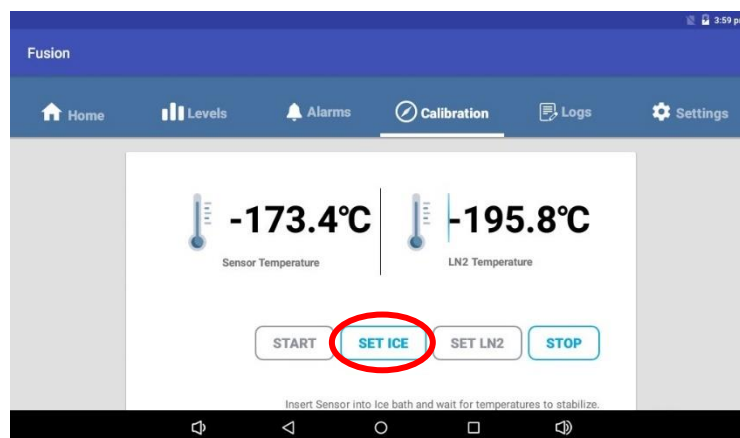 3:59 p
Fusion
Home Levels Alarms Calibration Logs Settings
-173.4°C -195.8°C
Sensor Temperature LN2 Temperature
START SET ICE SET LN2 STOP
Insert Sensor into Ice bath and wait for temperatures to stabilize.